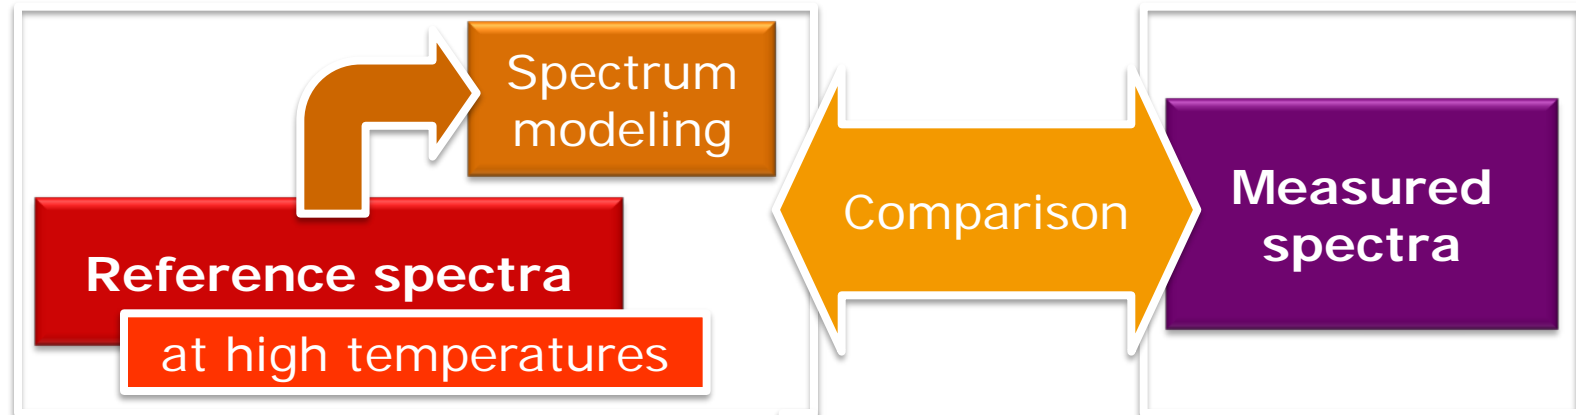 Spectrum
modeling
Reference spectra
at high temperatures
Comparison
Measured
spectra